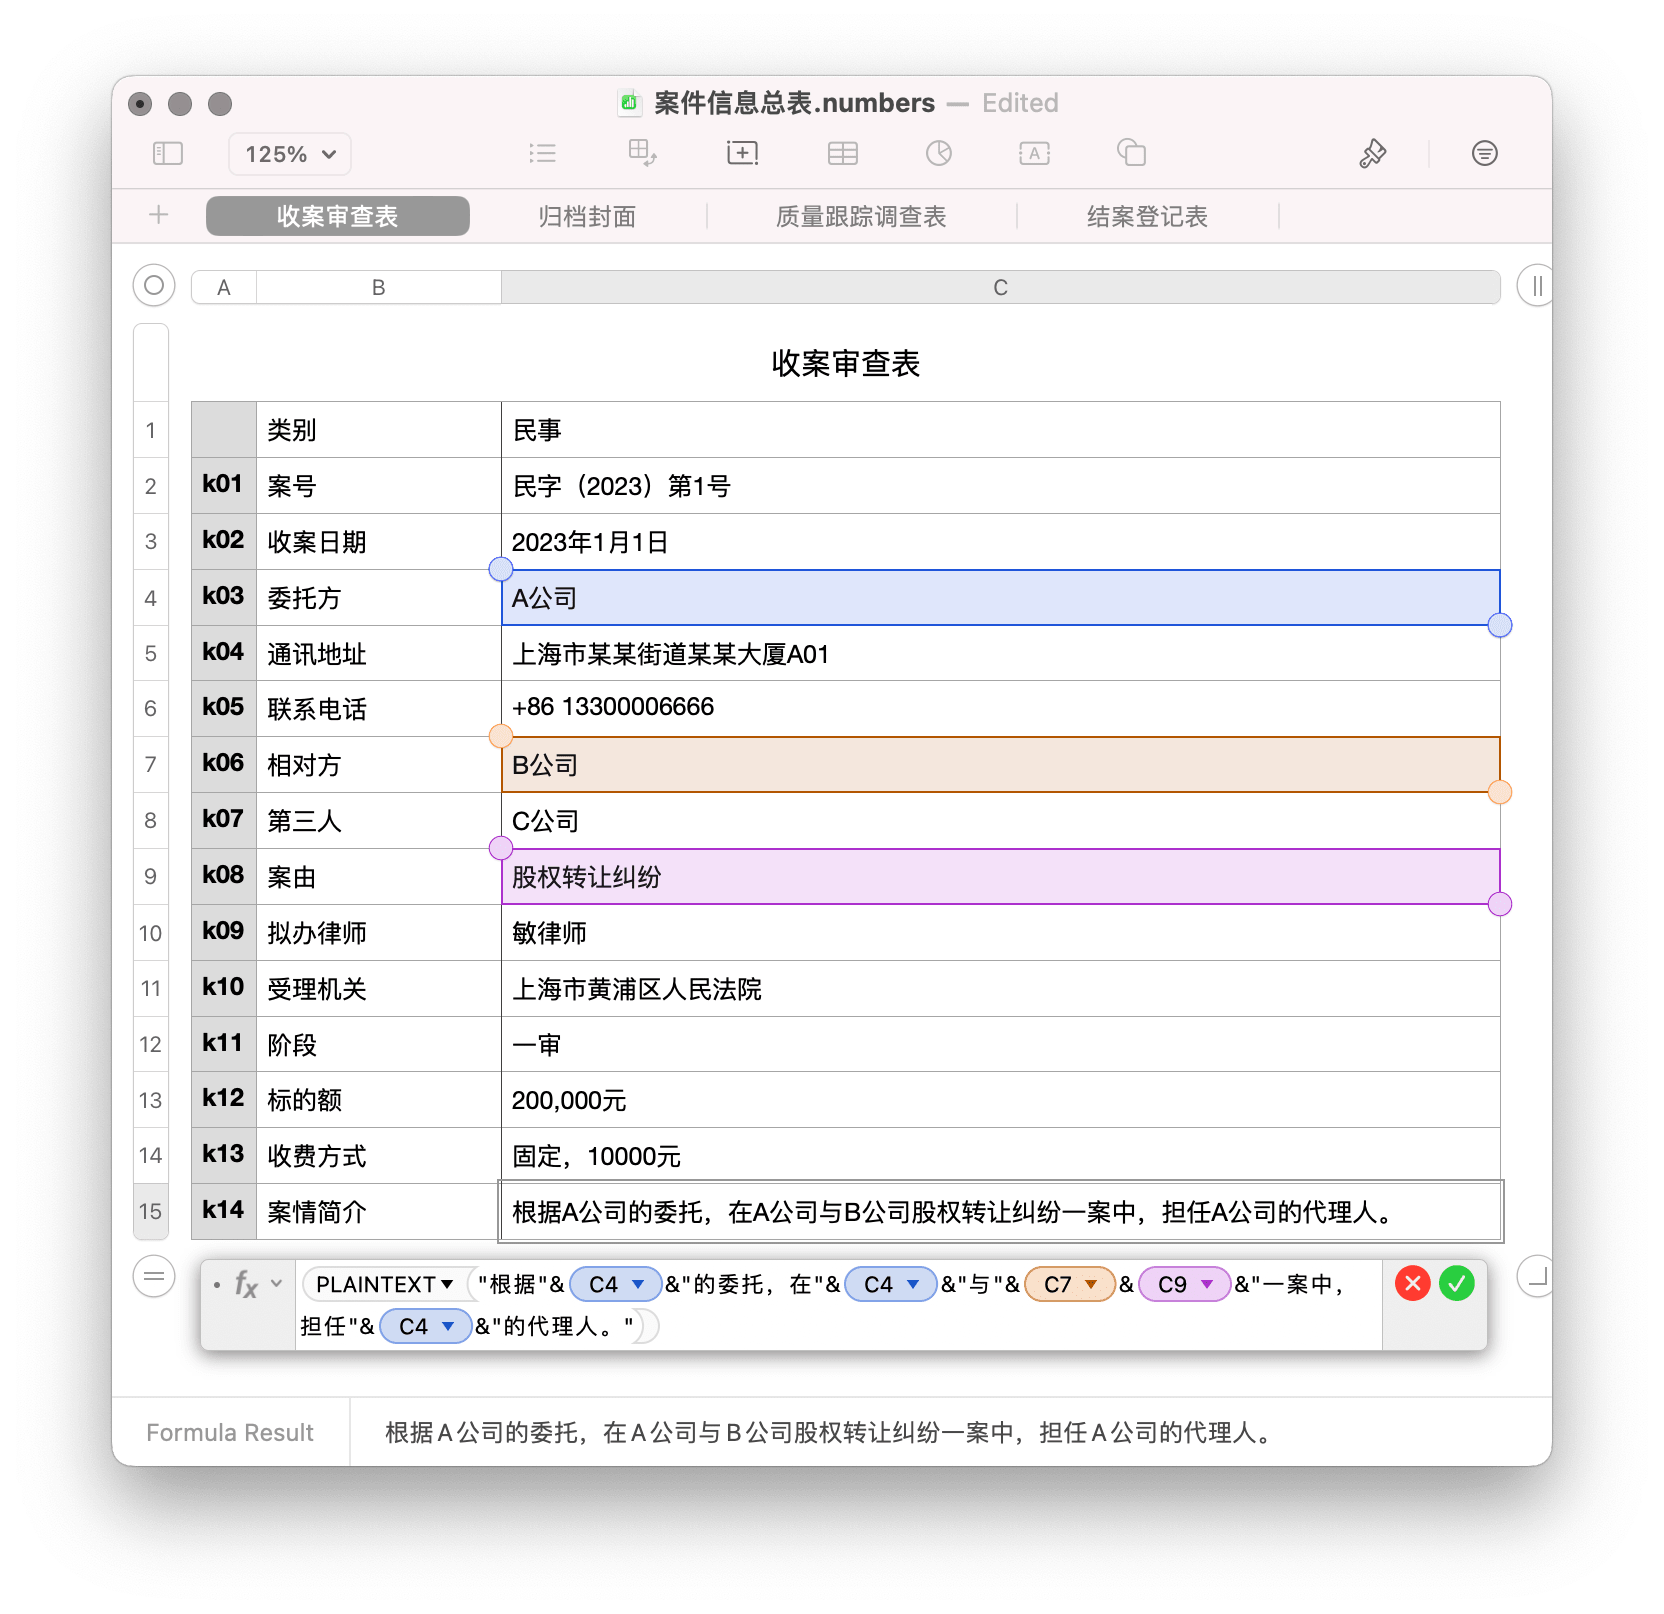 案件信息总表.numbers — Edited
125%
收案审查表 归档封面 质量跟踪调查表 结案登记表
A B C
收案审查表
1 类别 民事
2 k01 案号 民字（2023）第1号
3 k02 收案日期 2023年1月1日
4 k03 委托方 A公司
5 k04 通讯地址 上海市某某街道某某大厦A01
6 k05 联系电话 +86 13300006666
7 k06 相对方 B公司
8 k07 第三人 C公司
9 k08 案由 股权转让纠纷
10 k09 拟办律师 敏律师
11 k10 受理机关 上海市黄浦区人民法院
12 k11 阶段 一审
13 k12 标的额 200,000元
14 k13 收费方式 固定，10000元
15 k14 案情简介 根据A公司的委托，在A公司与B公司股权转让纠纷一案中，担任A公司的代理人。
fx PLAINTEXT "根据"& C4 &"的委托，在"& C4 &"与"& C7 & C9 &"一案中，
担任"& C4 &"的代理人。"
Formula Result 根据A公司的委托，在A公司与B公司股权转让纠纷一案中，担任A公司的代理人。